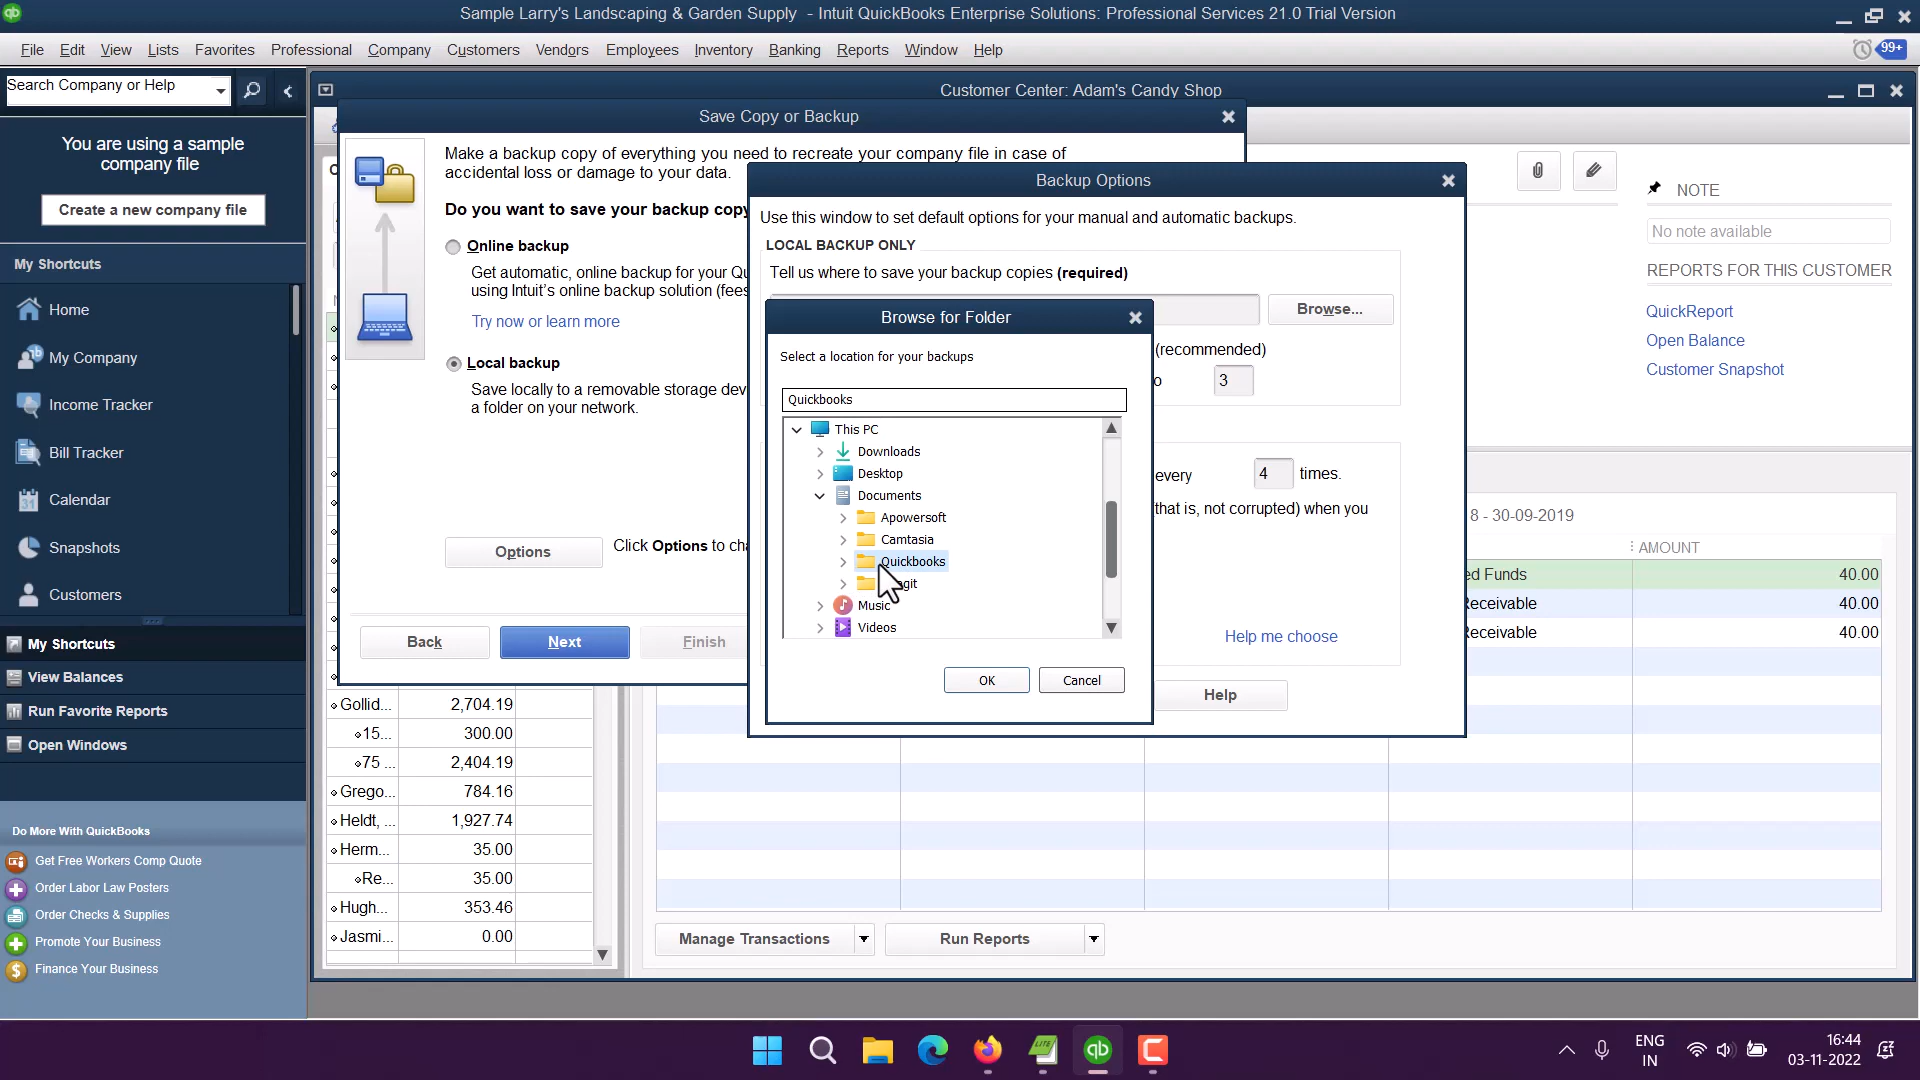 Sample Larry's Landscaping & Garden Supply - Intuit QuickBooks Enterprise Solutions: Professional Services 21.0 Trial Version
File Edit View Lists Favorites Professional Company Customers Vendors Employees Inventory Banking Reports Window Help
99+
Search Company or Help
You are using a sample
company file
Create a new company file
My Shortcuts
Home
My Company
Income Tracker
Bill Tracker
Calendar
Snapshots
Customers
My Shortcuts
View Balances
Run Favorite Reports
Open Windows
Do More With QuickBooks
Get Free Workers Comp Quote
Order Labor Law Posters
Order Checks & Supplies
Promote Your Business
Finance Your Business
Customer Center: Adam's Candy Shop
Save Copy or Backup
Make a backup copy of everything you need to recreate your company file in case of
accidental loss or damage to your data.
Do you want to save your backup copy
Online backup
Get automatic, online backup for your Qu
using Intuit's online backup solution (fees
Try now or learn more
Local backup
Save locally to a removable storage dev
a folder on your network.
Options
Click Options to cha
Back
Next
Finish
Gollid... 2,704.19
15... 300.00
75 ... 2,404.19
Grego... 784.16
Heldt, ... 1,927.74
Herm... 35.00
Re... 35.00
Hugh... 353.46
Jasmi... 0.00
Backup Options
Use this window to set default options for your manual and automatic backups.
LOCAL BACKUP ONLY
Tell us where to save your backup copies (required)
Browse...
(recommended)
3
every 4 times.
that is, not corrupted) when you
Help me choose
Help
Browse for Folder
Select a location for your backups
Quickbooks
This PC
Downloads
Desktop
Documents
Apowersoft
Camtasia
Quickbooks
Music
Videos
OK
Cancel
NOTE
No note available
REPORTS FOR THIS CUSTOMER
QuickReport
Open Balance
Customer Snapshot
8 - 30-09-2019
AMOUNT
ed Funds 40.00
Receivable 40.00
Receivable 40.00
Manage Transactions
Run Reports
LITE
qb
ENG
IN
16:44
03-11-2022